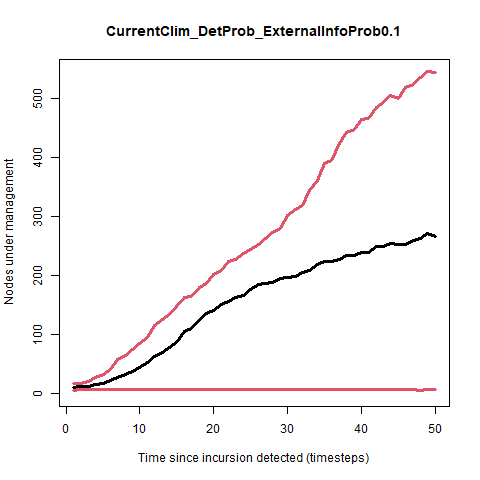 CurrentClim_DetProb_ExternalInfoProb0.1
Nodes under management
500
400
300
200
100
0
0 10 20 30 40 50
Time since incursion detected (timesteps)